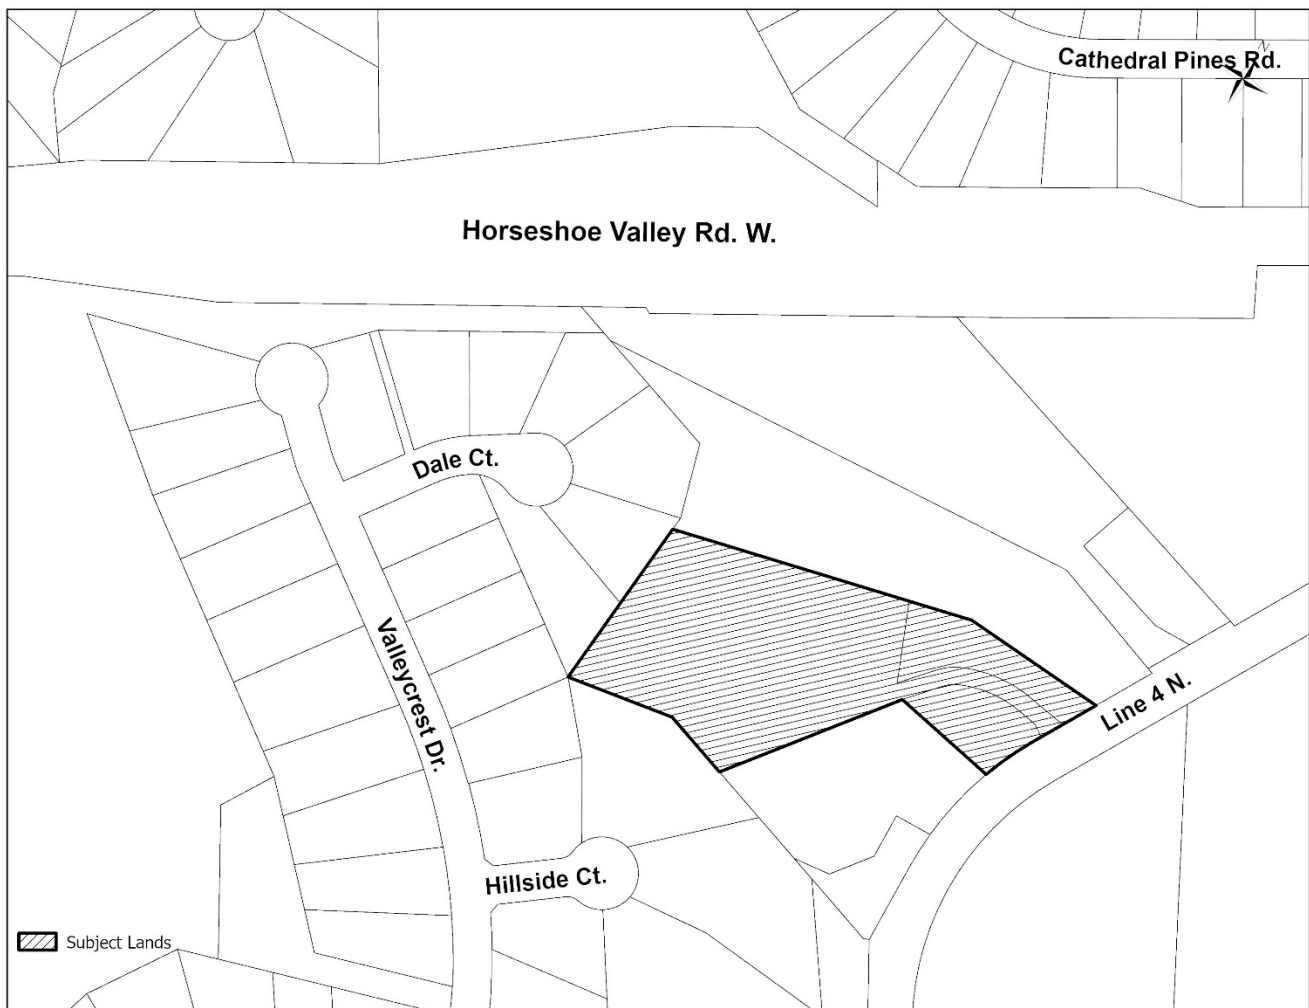 N
Cathedral Pines Rd.
Horseshoe Valley Rd. W.
Dale Ct.
Valleycrest Dr.
Line 4 N.
Hillside Ct.
Subject Lands